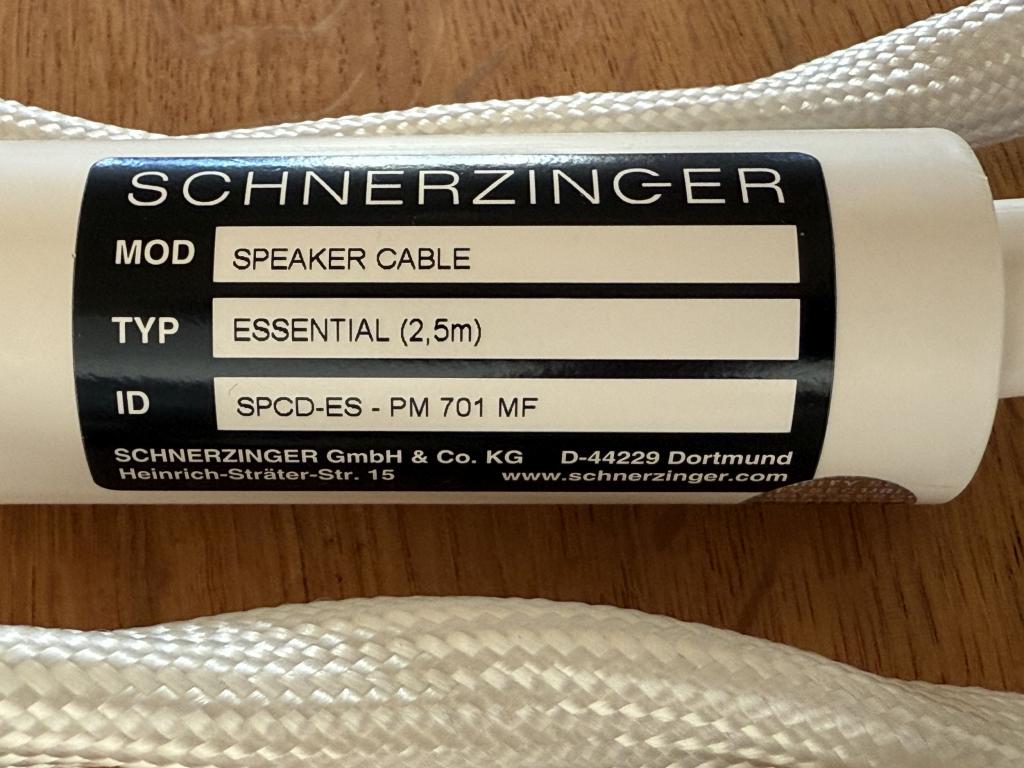 SCHNERZINGER
MOD SPEAKER CABLE
TYP ESSENTIAL (2,5m)
ID SPCD-ES - PM 701 MF
SCHNERZINGER GmbH & Co. KG D-44229 Dortmund
Heinrich-Sträter-Str. 15 www.schnerzinger.com